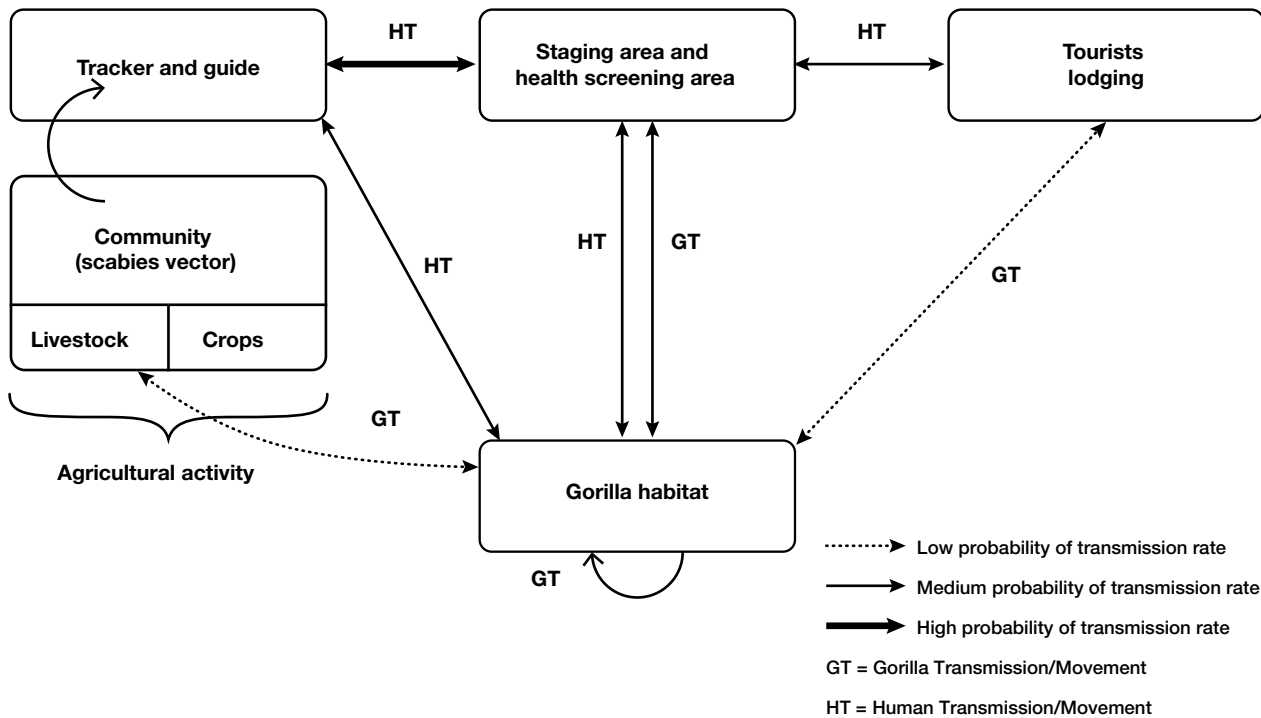 HT
HT
Tracker and guide
Staging area and
health screening area
Tourists
lodging
Community
(scabies vector)
HT
HT
GT
GT
Livestock
Crops
GT
Agricultural activity
Gorilla habitat
GT
Low probability of transmission rate
Medium probability of transmission rate
High probability of transmission rate
GT = Gorilla Transmission/Movement
HT = Human Transmission/Movement